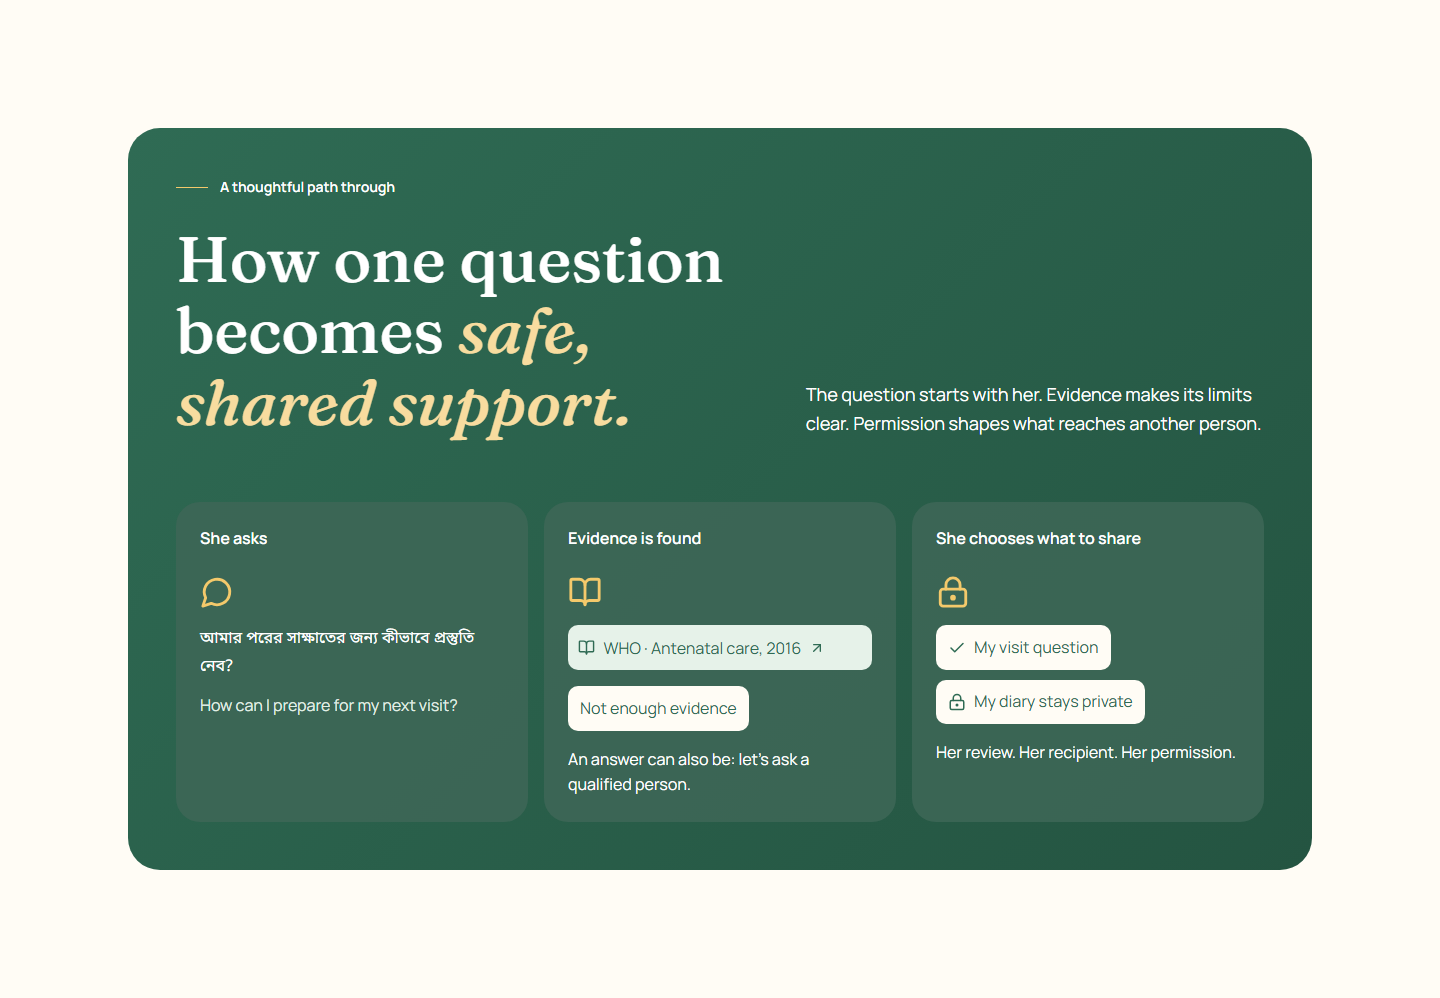 A thoughtful path through
How one question
becomes safe,
shared support.
The question starts with her. Evidence makes its limits
clear. Permission shapes what reaches another person.
She asks
আমার পরের সাক্ষাতের জন্য কীভাবে প্রস্তুতি
নেব?
How can I prepare for my next visit?
Evidence is found
WHO · Antenatal care, 2016
Not enough evidence
An answer can also be: let's ask a
qualified person.
She chooses what to share
My visit question
My diary stays private
Her review. Her recipient. Her permission.